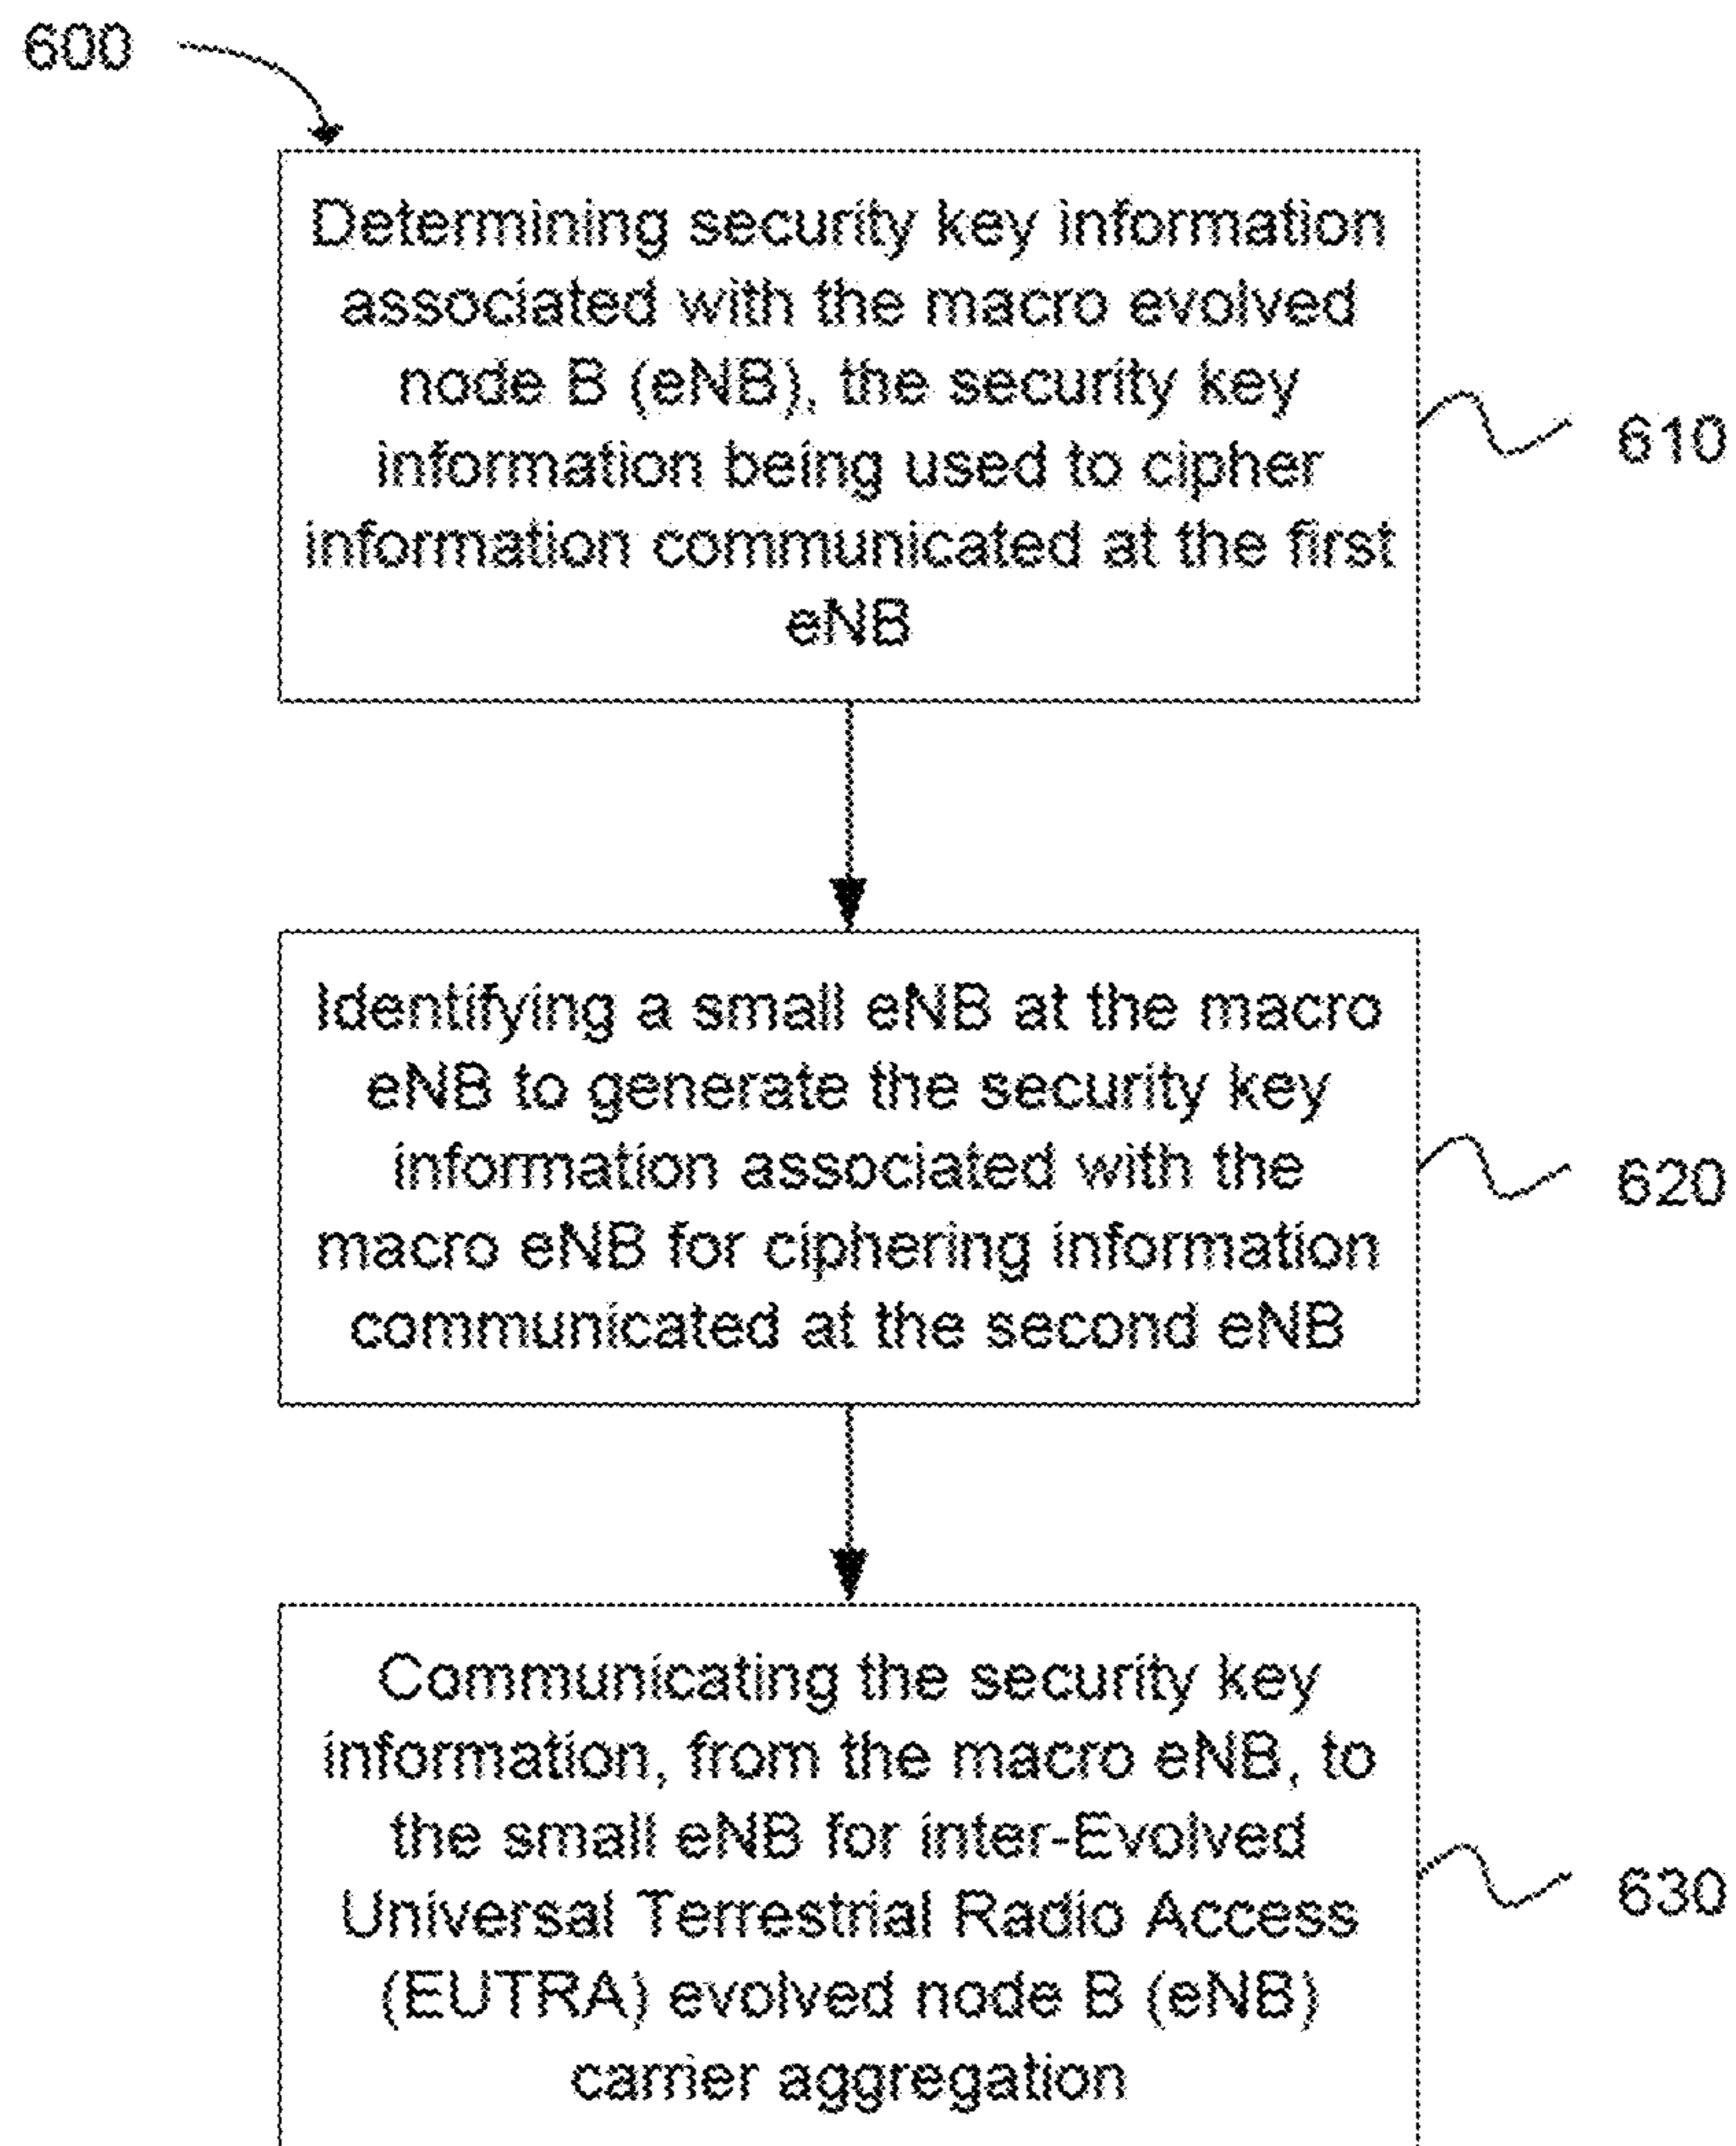 600
Determining security key information
associated with the macro evolved
node B (eNB), the security key
information being used to cipher
information communicated at the first
eNB
610
Identifying a small eNB at the macro
eNB to generate the security key
information associated with the
macro eNB for ciphering information
communicated at the second eNB
620
Communicating the security key
information, from the macro eNB, to
the small eNB for inter-Evolved
Universal Terrestrial Radio Access
(EUTRA) evolved node B (eNB)
carrier aggregation
630